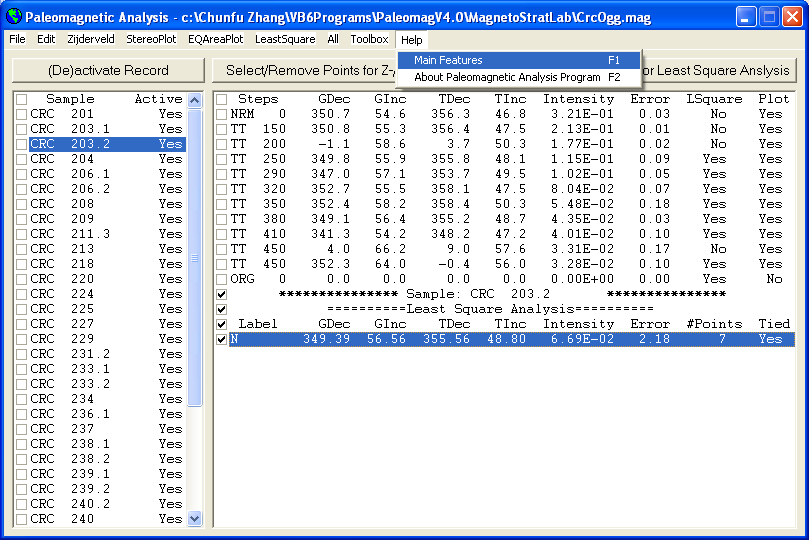 Paleomagnetic Analysis - c:\Chunfu Zhang\VB6Programs\PaleomagV4.0\MagnetoStratLab\CrcOgg.mag
File Edit Zijderveld StereoPlot EQAreaPlot LeastSquare All Toolbox Help
Main Features F1
About Paleomagnetic Analysis Program F2
(De)activate Record
Select/Remove Points for Z- or Least Square Analysis
Sample Active
CRC 201 Yes
CRC 203.1 Yes
CRC 203.2 Yes
CRC 204 Yes
CRC 206.1 Yes
CRC 206.2 Yes
CRC 208 Yes
CRC 209 Yes
CRC 211.3 Yes
CRC 213 Yes
CRC 218 Yes
CRC 220 Yes
CRC 224 Yes
CRC 225 Yes
CRC 227 Yes
CRC 229 Yes
CRC 231.2 Yes
CRC 233.1 Yes
CRC 233.2 Yes
CRC 234 Yes
CRC 236.1 Yes
CRC 237 Yes
CRC 238.1 Yes
CRC 238.2 Yes
CRC 239.1 Yes
CRC 239.2 Yes
CRC 240.2 Yes
CRC 240 Yes
Steps GDec GInc TDec TInc Intensity Error LSquare Plot
NRM 0 350.7 54.6 356.3 46.8 3.21E-01 0.03 No Yes
TT 150 350.8 55.3 356.4 47.5 2.13E-01 0.01 No Yes
TT 200 -1.1 58.6 3.7 50.3 1.77E-01 0.02 No Yes
TT 250 349.8 55.9 355.8 48.1 1.15E-01 0.09 Yes Yes
TT 290 347.0 57.1 353.7 49.5 1.02E-01 0.05 Yes Yes
TT 320 352.7 55.5 358.1 47.5 8.04E-02 0.07 Yes Yes
TT 350 352.4 58.2 358.4 50.3 5.48E-02 0.18 Yes Yes
TT 380 349.1 56.4 355.2 48.7 4.35E-02 0.03 Yes Yes
TT 410 341.3 54.2 348.2 47.2 4.01E-02 0.10 Yes Yes
TT 450 4.0 66.2 9.0 57.6 3.31E-02 0.17 No Yes
TT 450 352.3 64.0 -0.4 56.0 3.28E-02 0.10 Yes Yes
ORG 0 0.0 0.0 0.0 0.0 0.00E+00 0.00 Yes No
*************** Sample: CRC 203.2 ***************
==========Least Square Analysis==========
Label GDec GInc TDec TInc Intensity Error #Points Tied
N 349.39 56.56 355.56 48.80 6.69E-02 2.18 7 Yes